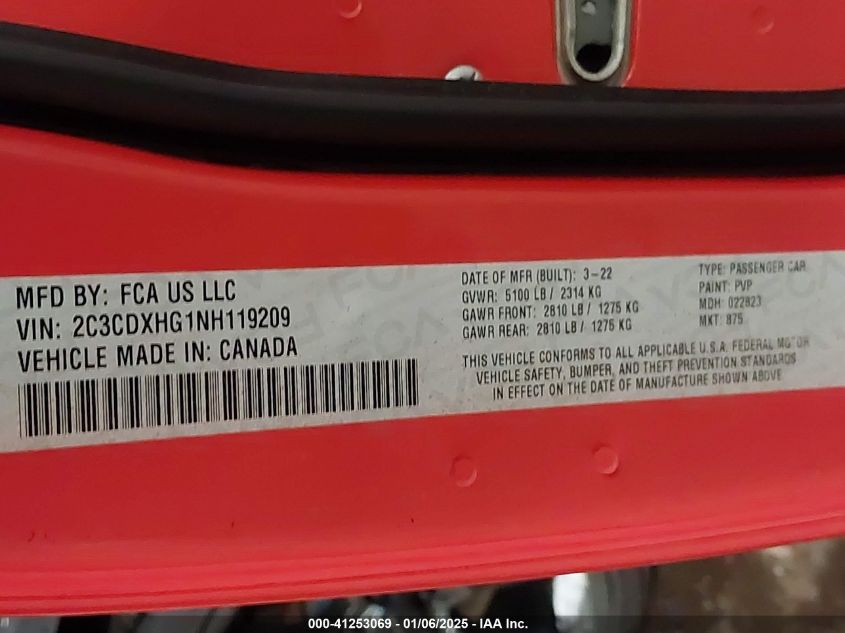 MFD BY: FCA US LLC
VIN: 2C3CDXHG1NH119209
VEHICLE MADE IN: CANADA
DATE OF MFR (BUILT): 3-22
GVWR: 5100 LB / 2314 KG
GAWR FRONT: 2810 LB / 1275 KG
GAWR REAR: 2810 LB / 1275 KG
TYPE: PASSENGER CAR
PAINT: PVP
MDH: 022823
MKT: 875
THIS VEHICLE CONFORMS TO ALL APPLICABLE U.S.A. FEDERAL MOTOR
VEHICLE SAFETY, BUMPER, AND THEFT PREVENTION STANDARDS
IN EFFECT ON THE DATE OF MANUFACTURE SHOWN ABOVE
000-41253069 - 01/06/2025 - IAA Inc.